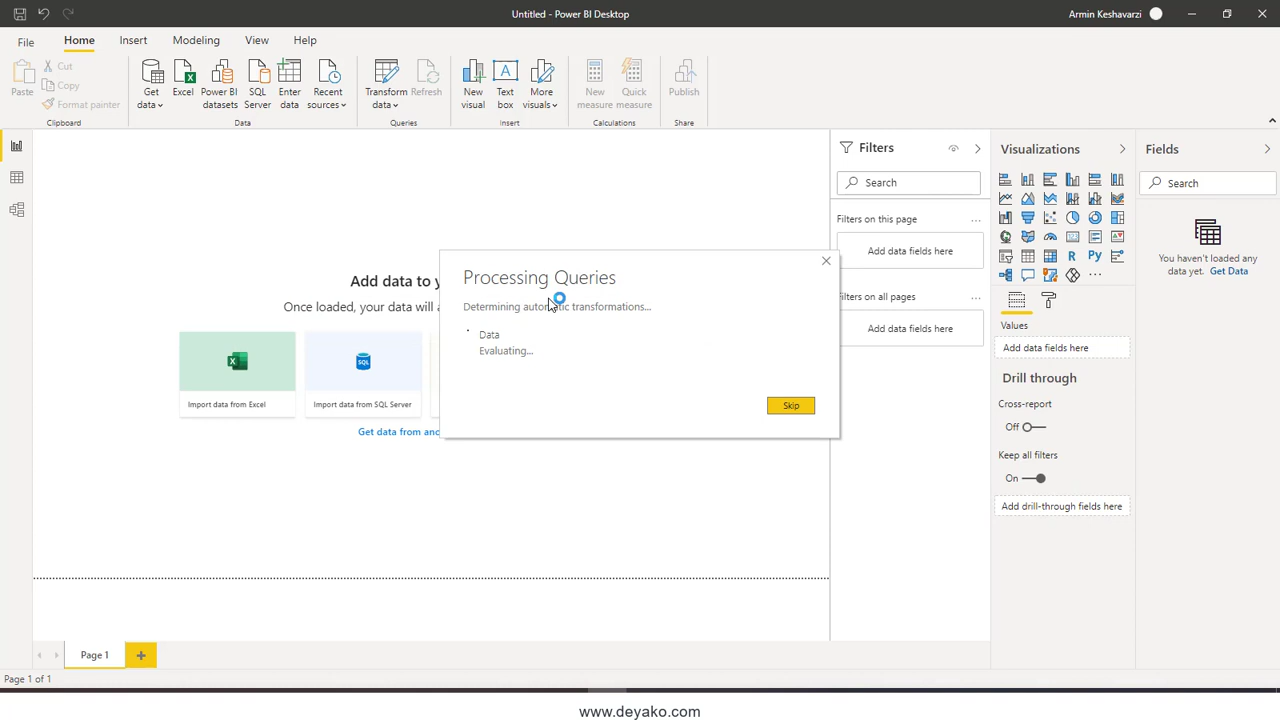 Untitled - Power BI Desktop
Armin Keshavarzi
File
Home
Insert
Modeling
View
Help
Paste
Cut
Copy
Format painter
Clipboard
Get data
Excel
Power BI datasets
SQL Server
Enter data
Recent sources
Data
Transform data
Refresh
Queries
New visual
Text box
More visuals
Insert
New measure
Quick measure
Calculations
Publish
Share
Add data to y
Once loaded, your data will a
Import data from Excel
Import data from SQL Server
Get data from ano
Processing Queries
Determining automatic transformations...
Data
Evaluating...
Skip
Filters
Search
Filters on this page
...
Add data fields here
Filters on all pages
...
Add data fields here
Visualizations
R
Py
...
Values
Add data fields here
Drill through
Cross-report
Off
Keep all filters
On
Add drill-through fields here
Fields
Search
You haven't loaded any data yet. Get Data
Page 1
Page 1 of 1
www.deyako.com